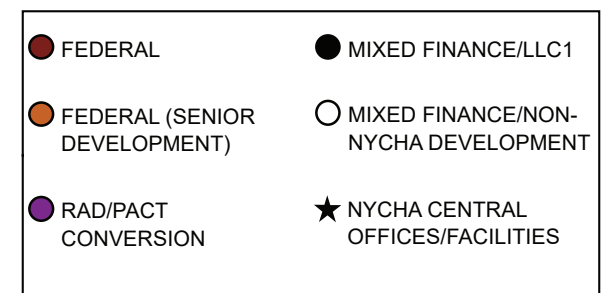 FEDERAL
FEDERAL (SENIOR
DEVELOPMENT)
RAD/PACT
CONVERSION
MIXED FINANCE/LLC1
MIXED FINANCE/NON-
NYCHA DEVELOPMENT
NYCHA CENTRAL
OFFICES/FACILITIES